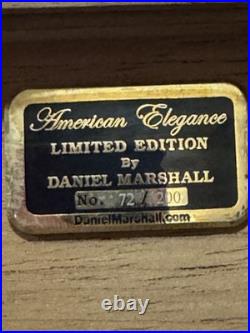 American Elegance
LIMITED EDITION
By
DANIEL MARSHALL
No. 72 / 200
DanielMarshall.com